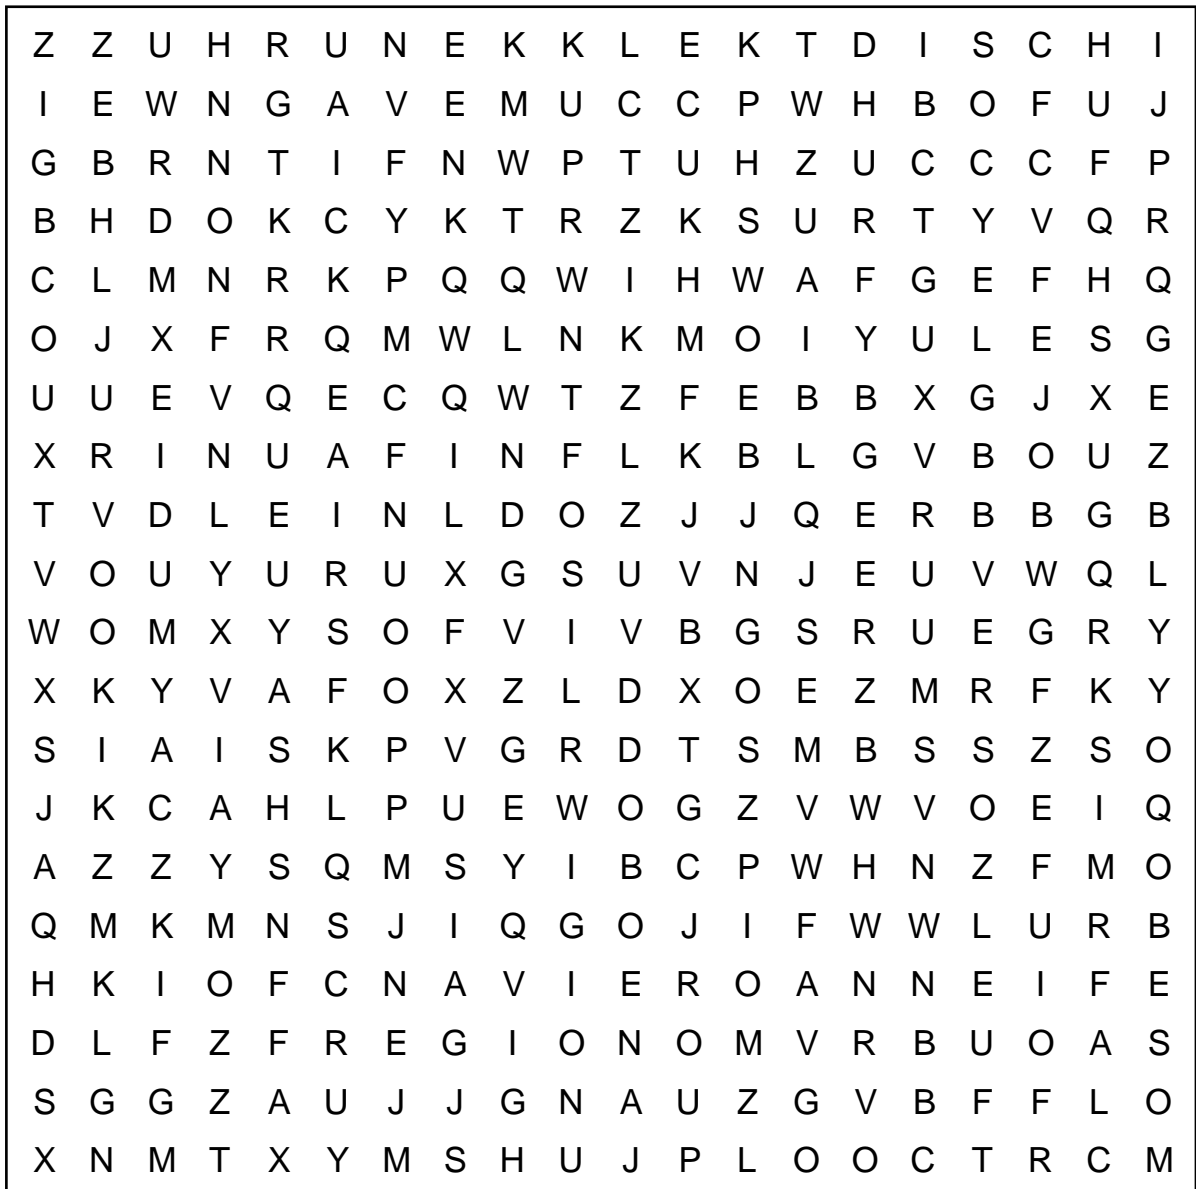 Z Z U H R U N E K K L E K T D I S C H I
I E W N G A V E M U C C P W H B O F U J
G B R N T I F N W P T U H Z U C C C F P
B H D O K C Y K T R Z K S U R T Y V Q R
C L M N R K P Q Q W I H W A F G E F H Q
O J X F R Q M W L N K M O I Y U L E S G
U U E V Q E C Q W T Z F E B B X G J X E
X R I N U A F I N F L K B L G V B O U Z
T V D L E I N L D O Z J J Q E R B B G B
V O U Y U R U X G S U V N J E U V W Q L
W O M X Y S O F V I V B G S R U E G R Y
X K Y V A F O X Z L D X O E Z M R F K Y
S I A I S K P V G R D T S M B S S Z S O
J K C A H L P U E W O G Z V W V O E I Q
A Z Z Y S Q M S Y I B C P W H N Z F M O
Q M K M N S J I Q G O J I F W W L U R B
H K I O F C N A V I E R O A N N E I F E
D L F Z F R E G I O N O M V R B U O A S
S G G Z A U J J G N A U Z G V B F F L O
X N M T X Y M S H U J P L O O C T R C M